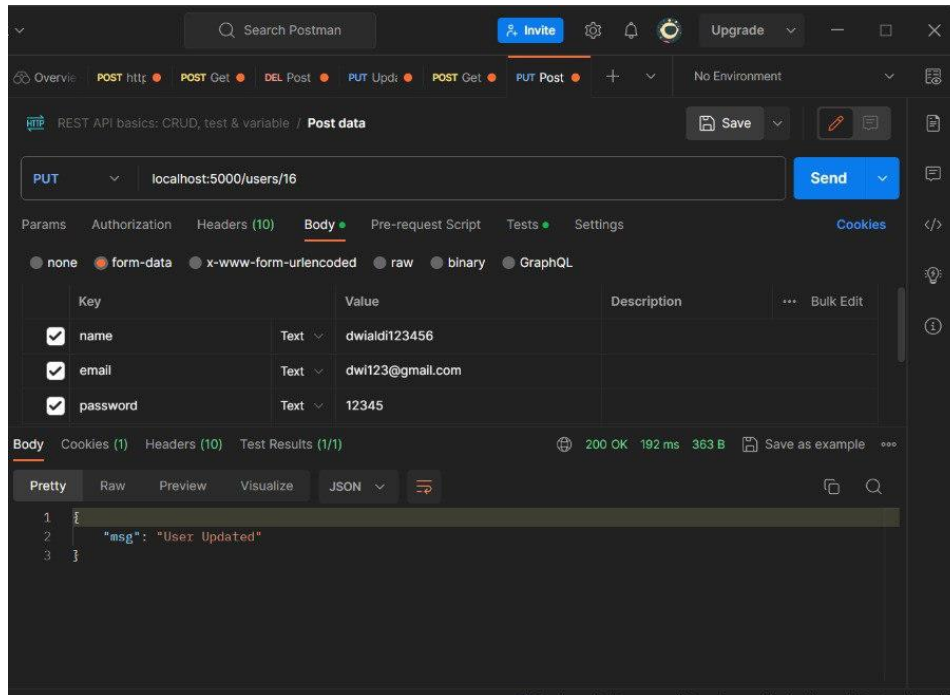 Search Postman Invite Upgrade
Overvie POST http POST Get DEL Post PUT Upda POST Get PUT Post No Environment
HTTP REST API basics: CRUD, test & variable / Post data Save
PUT localhost:5000/users/16 Send
Params Authorization Headers (10) Body Pre-request Script Tests Settings Cookies
none form-data x-www-form-urlencoded raw binary GraphQL
Key Value Description Bulk Edit
name Text dwialdi123456
email Text dwi123@gmail.com
password Text 12345
Body Cookies (1) Headers (10) Test Results (1/1) 200 OK 192 ms 363 B Save as example
Pretty Raw Preview Visualize JSON
1 {
2 "msg": "User Updated"
3 }